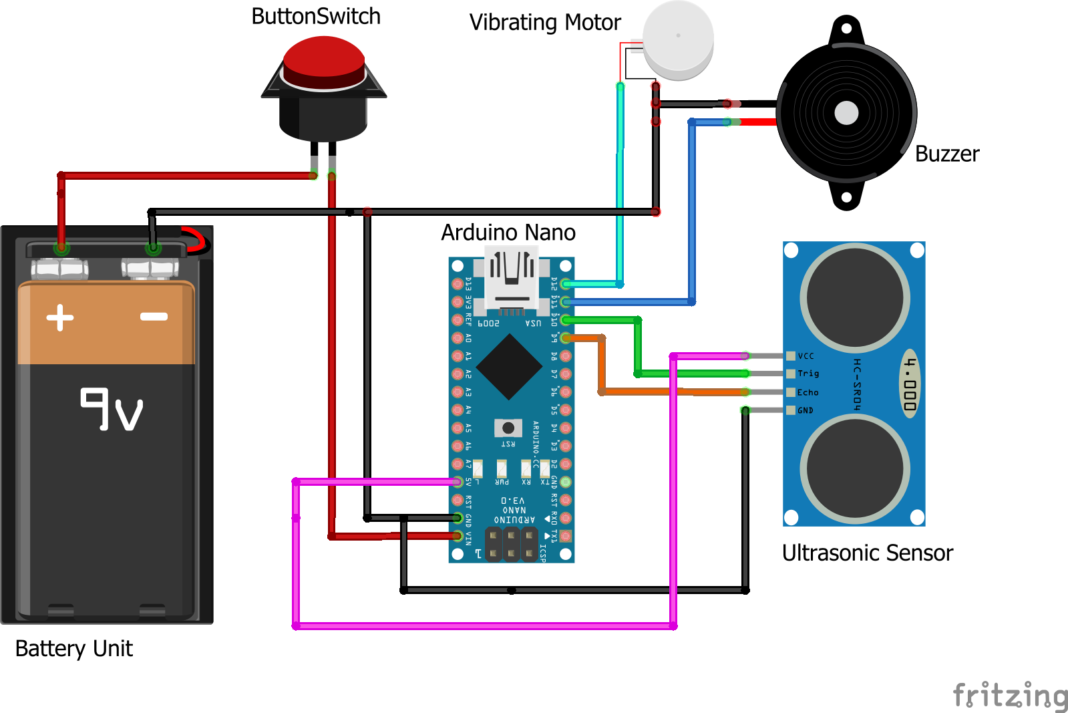 ButtonSwitch
Vibrating Motor
Buzzer
Arduino Nano
D13
3V3
REF
A0
A1
A2
A3
A4
A5
A6
A7
5V
RST
GND
VIN
D12
D11
D10
D9
D8
D7
D6
D5
D4
D3
D2
GND
RST
RX0
TX1
2009
USA
RST
ARDUINO.CC
L
PWR
RX
TX
ARDUINO
NANO
V3.0
ICSP
1
+ −
9v
Battery Unit
VCC
Trig
Echo
GND
HC-SR04
4.000
Ultrasonic Sensor
fritzing